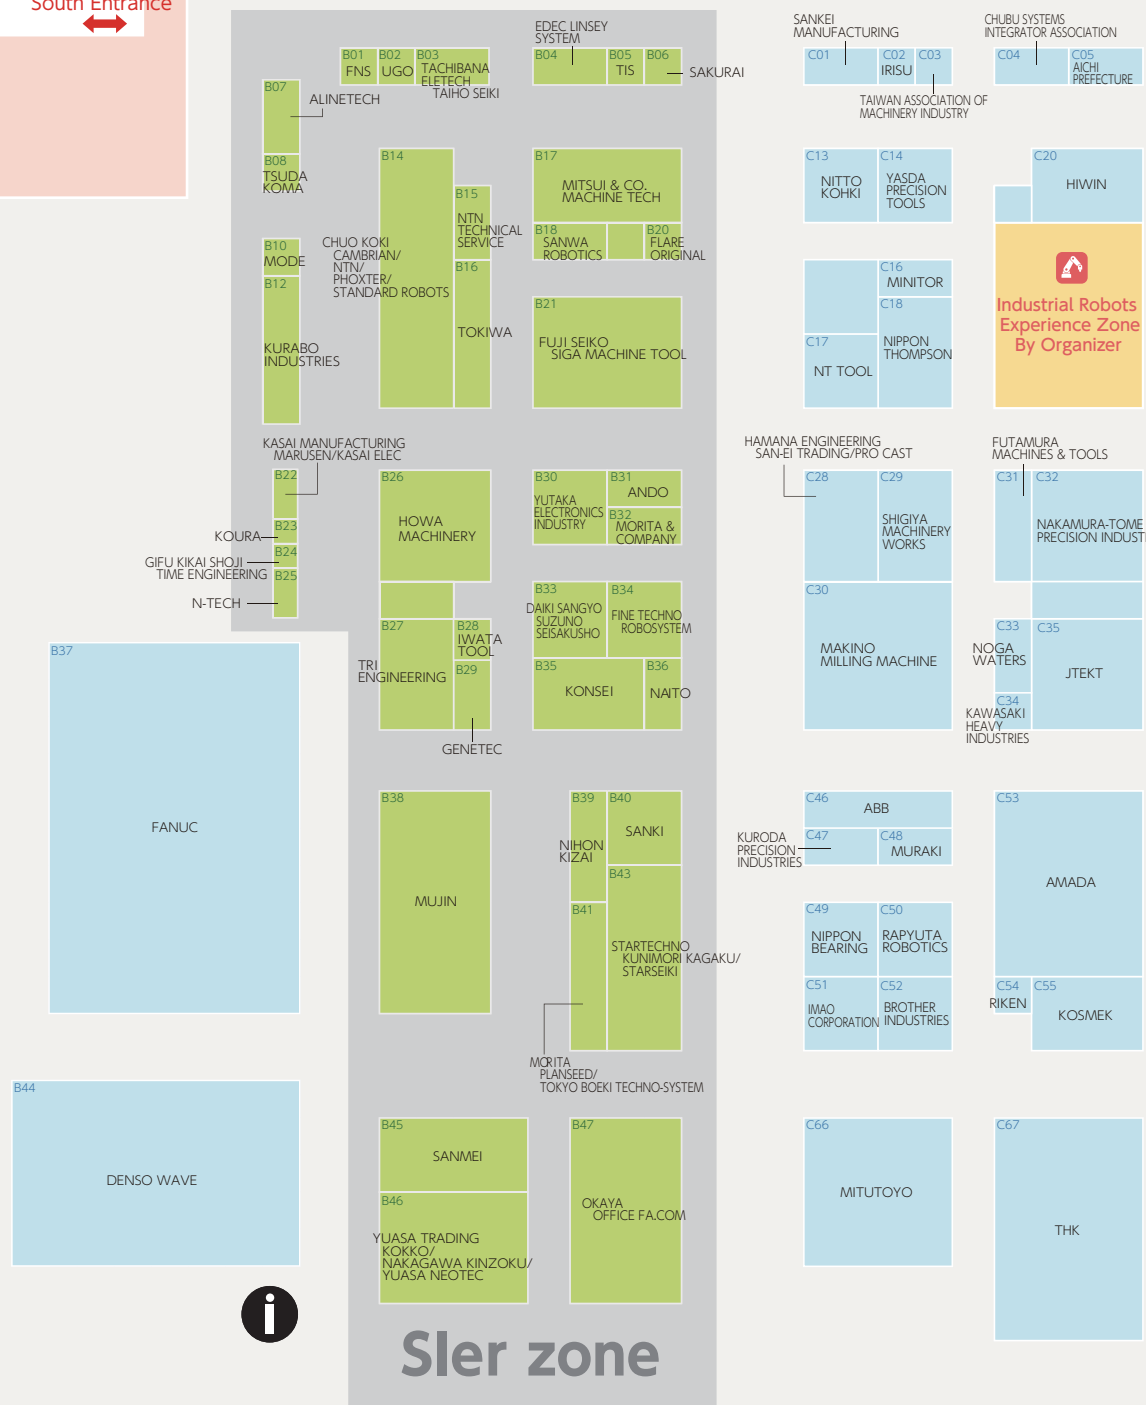 South Entrance
EDEC LINSEY
SYSTEM
SANKEI
MANUFACTURING
CHUBU SYSTEMS
INTEGRATOR ASSOCIATION
B01
FNS
B02
UGO
B03
TACHIBANA
ELETECH
TAIHO SEIKI
B04
B05
TIS
B06
SAKURAI
C01
C02
IRISU
C03
TAIWAN ASSOCIATION OF
MACHINERY INDUSTRY
C04
C05
AICHI
PREFECTURE
B07
ALINETECH
B08
TSUDA
KOMA
B10
MODE
B12
KURABO
INDUSTRIES
B14
CHUO KOKI
CAMBRIAN/
NTN/
PHOXTER/
STANDARD ROBOTS
B15
NTN
TECHNICAL
SERVICE
B16
TOKIWA
B17
MITSUI & CO.
MACHINE TECH
B18
SANWA
ROBOTICS
B20
FLARE
ORIGINAL
B21
FUJI SEIKO
SIGA MACHINE TOOL
C13
NITTO
KOHKI
C14
YASDA
PRECISION
TOOLS
C16
MINITOR
C17
NT TOOL
C18
NIPPON
THOMPSON
C20
HIWIN
Industrial Robots
Experience Zone
By Organizer
KASAI MANUFACTURING
MARUSEN/KASAI ELEC
B22
B23
KOURA
B24
GIFU KIKAI SHOJI
TIME ENGINEERING
B25
N-TECH
B26
HOWA
MACHINERY
B27
TRI
ENGINEERING
B28
IWATA
TOOL
B29
GENETEC
B30
YUTAKA
ELECTRONICS
INDUSTRY
B31
ANDO
B32
MORITA &
COMPANY
B33
DAIKI SANGYO
SUZUNO
SEISAKUSHO
B34
FINE TECHNO
ROBOSYSTEM
B35
KONSEI
B36
NAITO
HAMANA ENGINEERING
SAN-EI TRADING/PRO CAST
C28
C29
SHIGIYA
MACHINERY
WORKS
C30
MAKINO
MILLING MACHINE
FUTAMURA
MACHINES & TOOLS
C31
C32
NAKAMURA-TOME
PRECISION INDUST
C33
NOGA
WATERS
C34
KAWASAKI
HEAVY
INDUSTRIES
C35
JTEKT
B37
FANUC
B38
MUJIN
B39
NIHON
KIZAI
B40
SANKI
B41
MORITA
PLANSEED/
TOKYO BOEKI TECHNO-SYSTEM
B43
STARTECHNO
KUNIMORI KAGAKU/
STARSEIKI
C46
ABB
C47
KURODA
PRECISION
INDUSTRIES
C48
MURAKI
C49
NIPPON
BEARING
C50
RAPYUTA
ROBOTICS
C51
IMAO
CORPORATION
C52
BROTHER
INDUSTRIES
C53
AMADA
C54
RIKEN
C55
KOSMEK
B44
DENSO WAVE
B45
SANMEI
B46
YUASA TRADING
KOKKO/
NAKAGAWA KINZOKU/
YUASA NEOTEC
B47
OKAYA
OFFICE FA.COM
C66
MITUTOYO
C67
THK
i
SIer zone